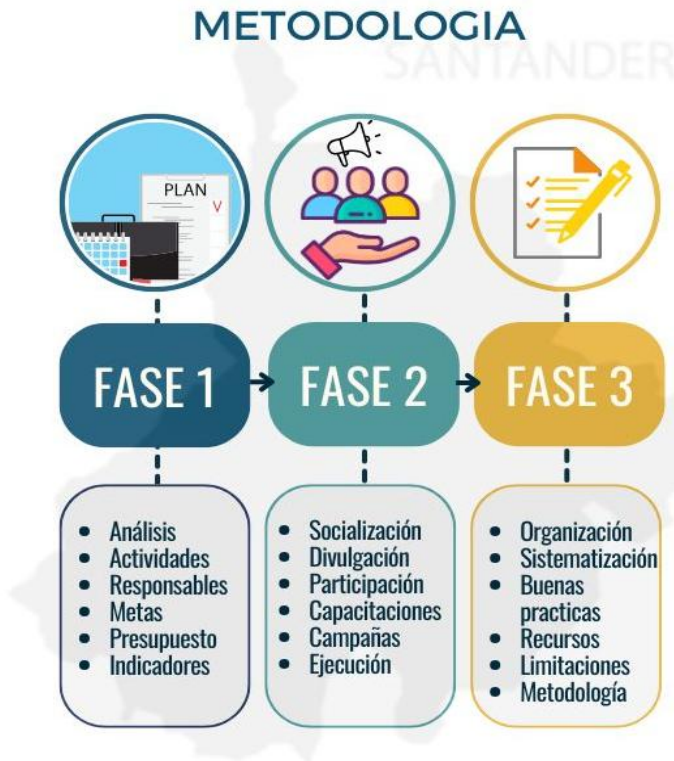 METODOLOGIA
SANTANDER
PLAN
FASE 1
FASE 2
FASE 3
• Análisis
• Actividades
• Responsables
• Metas
• Presupuesto
• Indicadores
• Socialización
• Divulgación
• Participación
• Capacitaciones
• Campañas
• Ejecución
• Organización
• Sistematización
• Buenas
practicas
• Recursos
• Limitaciones
• Metodología